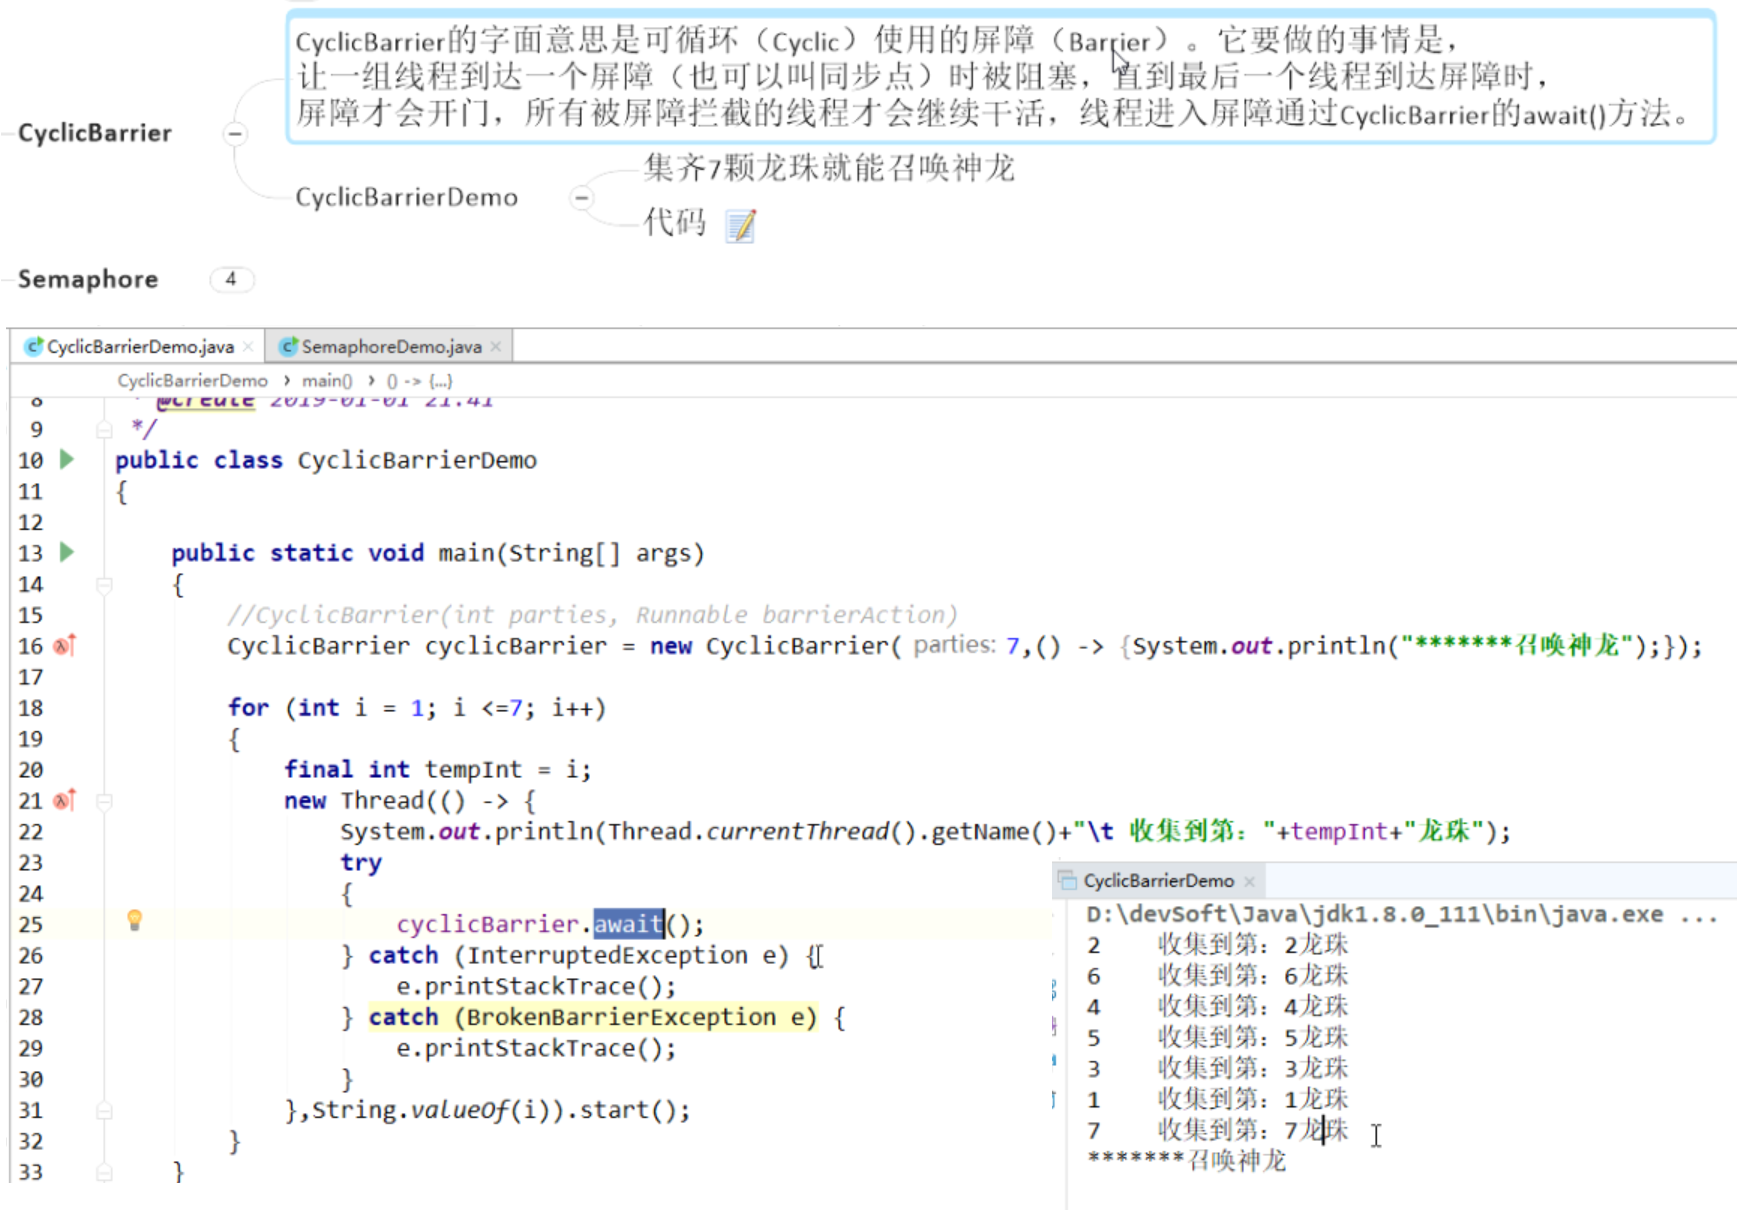 CyclicBarrier的字面意思是可循环（Cyclic）使用的屏障（Barrier）。它要做的事情是，
让一组线程到达一个屏障（也可以叫同步点）时被阻塞，直到最后一个线程到达屏障时，
屏障才会开门，所有被屏障拦截的线程才会继续干活，线程进入屏障通过CyclicBarrier的await()方法。
CyclicBarrier
集齐7颗龙珠就能召唤神龙
CyclicBarrierDemo
代码
Semaphore 4
CyclicBarrierDemo.java SemaphoreDemo.java
CyclicBarrierDemo › main() › () -> {...}
8 * @create 2019-01-01 21:41
9 */
10 public class CyclicBarrierDemo
11 {
12
13 public static void main(String[] args)
14 {
15 //CyclicBarrier(int parties, Runnable barrierAction)
16 CyclicBarrier cyclicBarrier = new CyclicBarrier( parties: 7,() -> {System.out.println("*******召唤神龙");});
17
18 for (int i = 1; i <=7; i++)
19 {
20 final int tempInt = i;
21 new Thread(() -> {
22 System.out.println(Thread.currentThread().getName()+"\t 收集到第："+tempInt+"龙珠");
23 try
24 {
25 cyclicBarrier.await();
26 } catch (InterruptedException e) {
27 e.printStackTrace();
28 } catch (BrokenBarrierException e) {
29 e.printStackTrace();
30 }
31 },String.valueOf(i)).start();
32 }
33 }
CyclicBarrierDemo
D:\devSoft\Java\jdk1.8.0_111\bin\java.exe ...
2 收集到第：2龙珠
6 收集到第：6龙珠
4 收集到第：4龙珠
5 收集到第：5龙珠
3 收集到第：3龙珠
1 收集到第：1龙珠
7 收集到第：7龙珠
*******召唤神龙